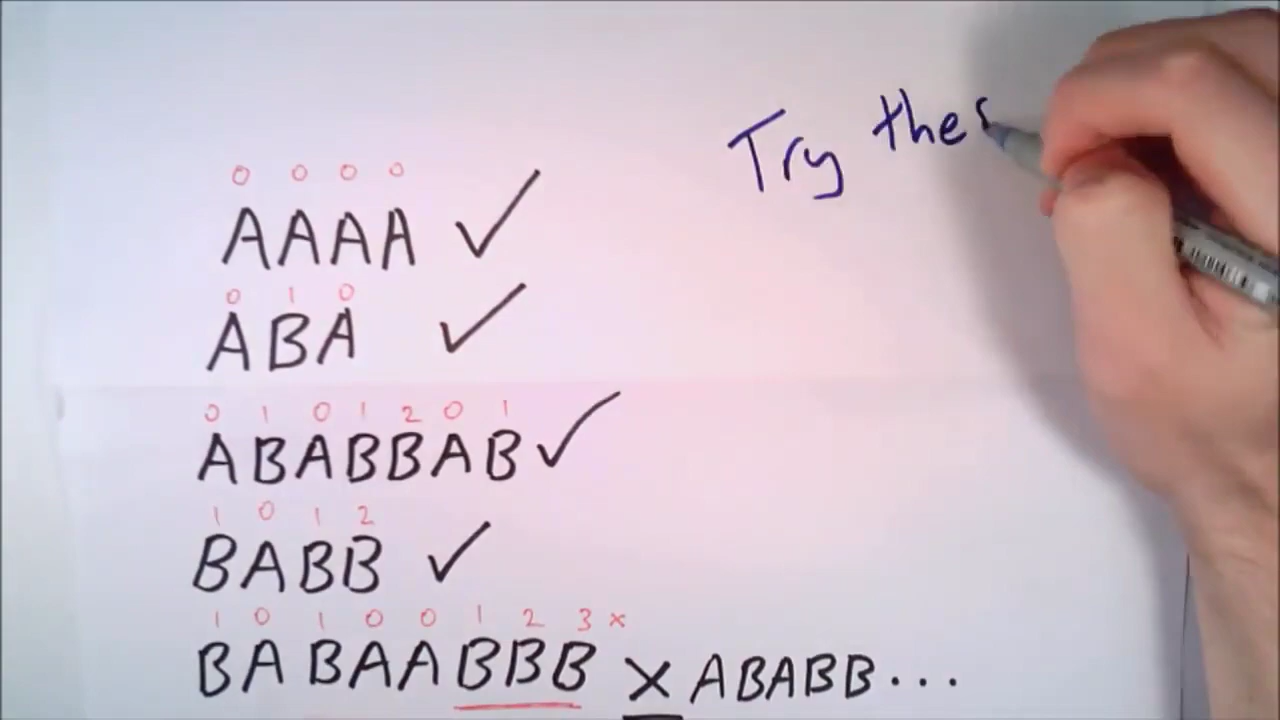 Try thes
0 0 0 0
AAAA ✓
0 1 0
ABA ✓
0 1 0 1 2 0 1
ABABBAB ✓
1 0 1 2
BABB ✓
1 0 1 0 0 1 2 3 x
BABAABBB X ABABB...